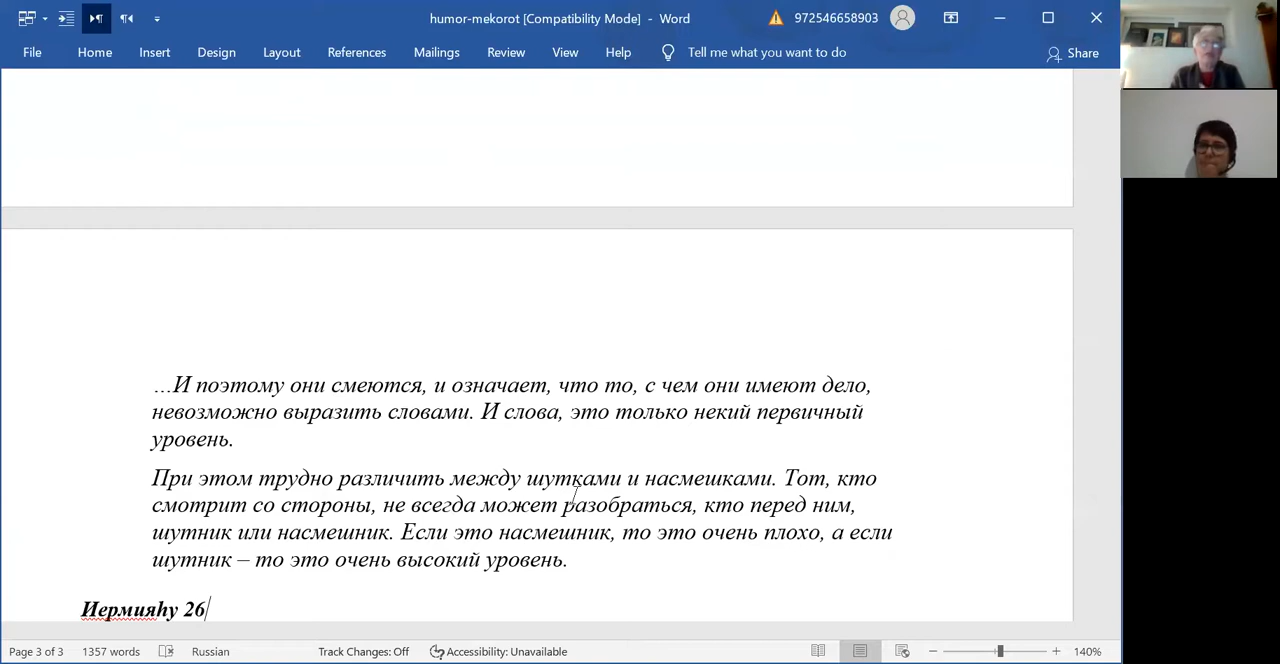 humor-mekorot [Compatibility Mode] - Word
972546658903
File Home Insert Design Layout References Mailings Review View Help Tell me what you want to do Share
...И поэтому они смеются, и означает, что то, с чем они имеют дело,
невозможно выразить словами. И слова, это только некий первичный
уровень.
При этом трудно различить между шутками и насмешками. Тот, кто
смотрит со стороны, не всегда может разобраться, кто перед ним,
шутник или насмешник. Если это насмешник, то это очень плохо, а если
шутник – то это очень высокий уровень.
Иермияhу 26
Page 3 of 3 1357 words Russian Track Changes: Off Accessibility: Unavailable 140%